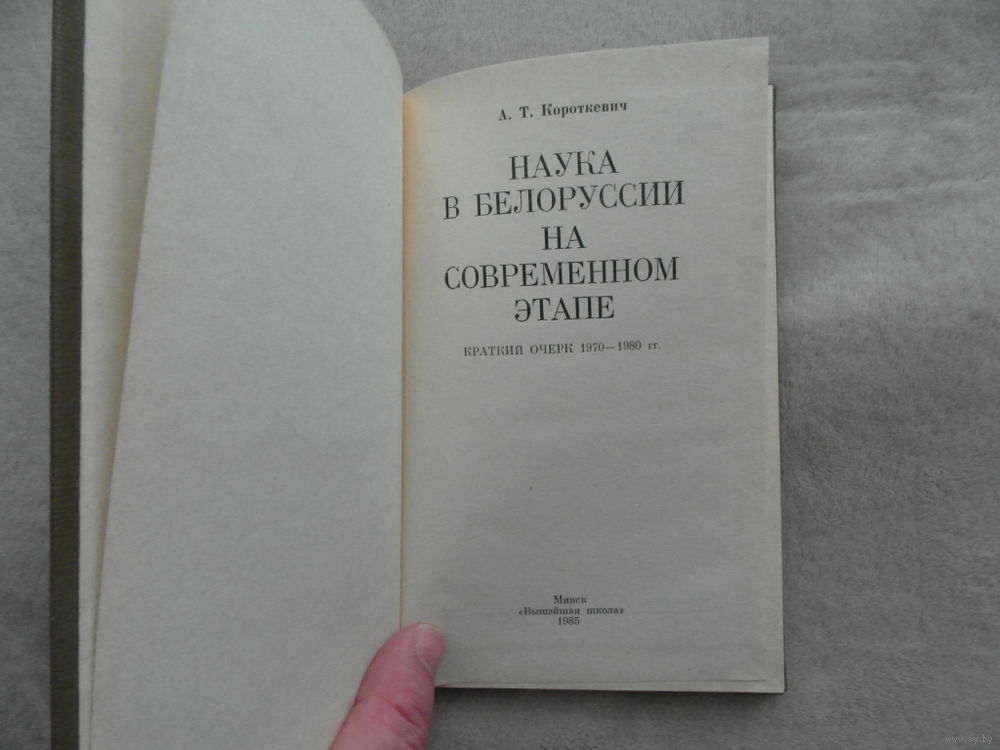 А. Т. Короткевич
НАУКА
В БЕЛОРУССИИ
НА
СОВРЕМЕННОМ
ЭТАПЕ
КРАТКИЙ ОЧЕРК 1970—1980 гг.
Минск
«Вышэйшая школа»
1985
www.ay.by